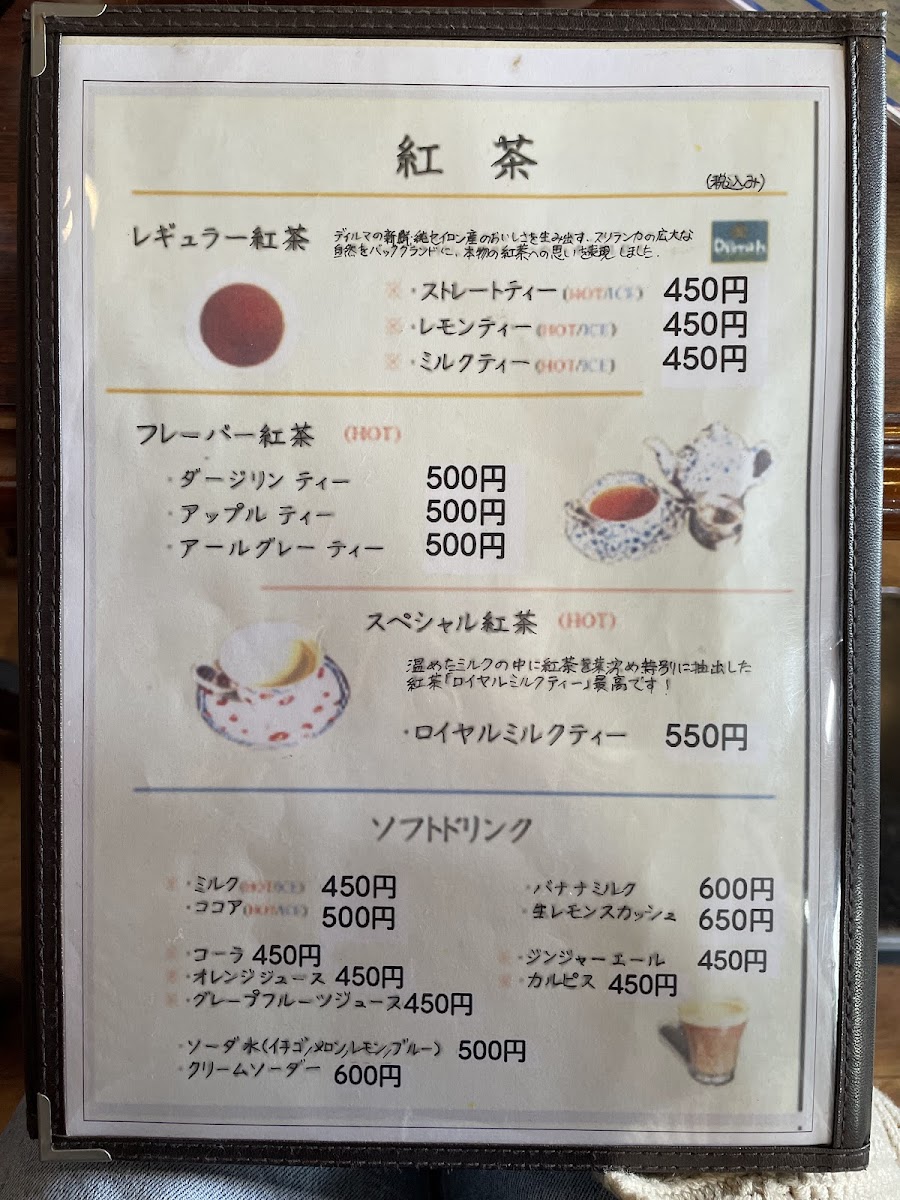 紅 茶
(税込み)
レギュラー紅茶
ディルマの新鮮・純セイロン産のおいしさを生み出す、スリランカの広大な
自然をバックグランドに、本物の紅茶への思いを表現しました.
Dilmah
※・ストレートティー(HOT/ICE) 450円
※・レモンティー(HOT/ICE) 450円
※・ミルクティー(HOT/ICE) 450円
フレーバー紅茶 (HOT)
・ダージリン ティー 500円
・アップル ティー 500円
・アールグレー ティー 500円
スペシャル紅茶 (HOT)
温めたミルクの中に紅茶葉を 特別に抽出した
紅茶「ロイヤルミルクティー」最高です!
・ロイヤルミルクティー 550円
ソフトドリンク
※・ミルク(HOT/ICE) 450円
・ココア(HOT/ICE) 500円
※・コーラ 450円
※・オレンジジュース 450円
※・グレープフルーツジュース 450円
・ソーダ水(イチゴ/メロン/レモン/ブルー) 500円
・クリームソーダー 600円
・バナナミルク 600円
・生レモンスカッシュ 650円
※・ジンジャーエール 450円
※・カルピス 450円